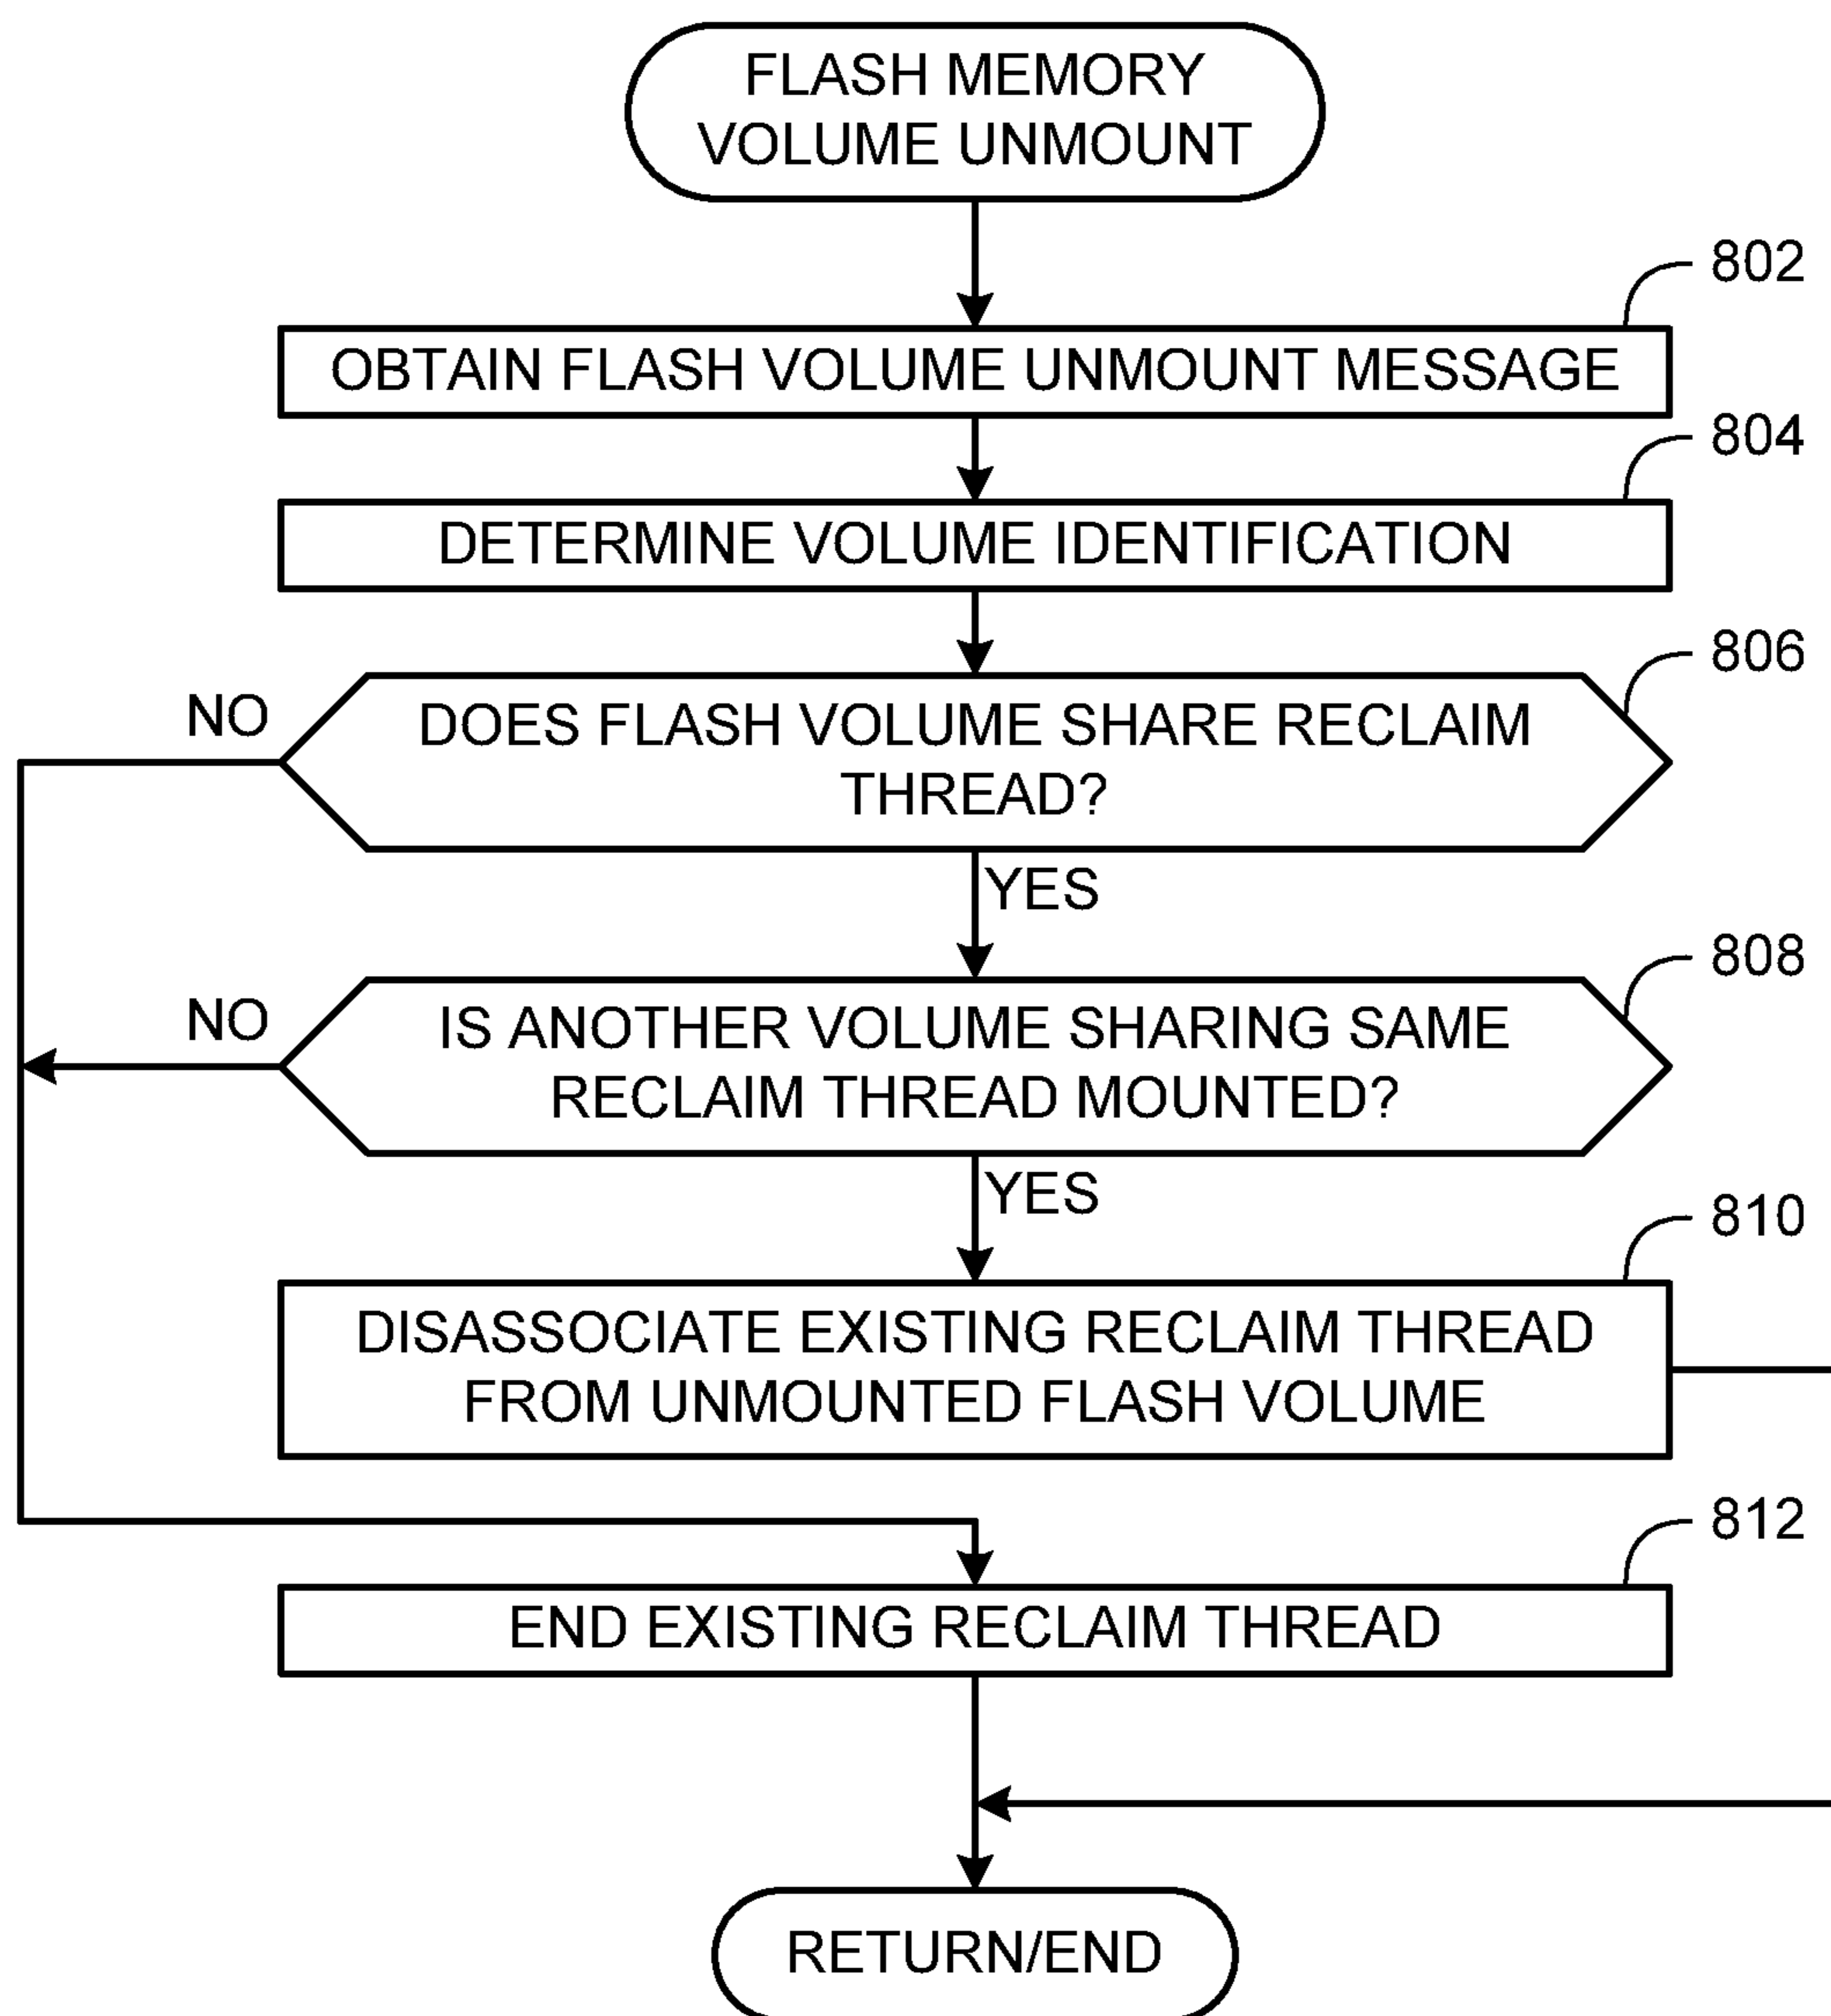 FLASH MEMORY
VOLUME UNMOUNT
802
OBTAIN FLASH VOLUME UNMOUNT MESSAGE
804
DETERMINE VOLUME IDENTIFICATION
806
NO
DOES FLASH VOLUME SHARE RECLAIM
THREAD?
YES
808
NO
IS ANOTHER VOLUME SHARING SAME
RECLAIM THREAD MOUNTED?
YES
810
DISASSOCIATE EXISTING RECLAIM THREAD
FROM UNMOUNTED FLASH VOLUME
812
END EXISTING RECLAIM THREAD
RETURN/END